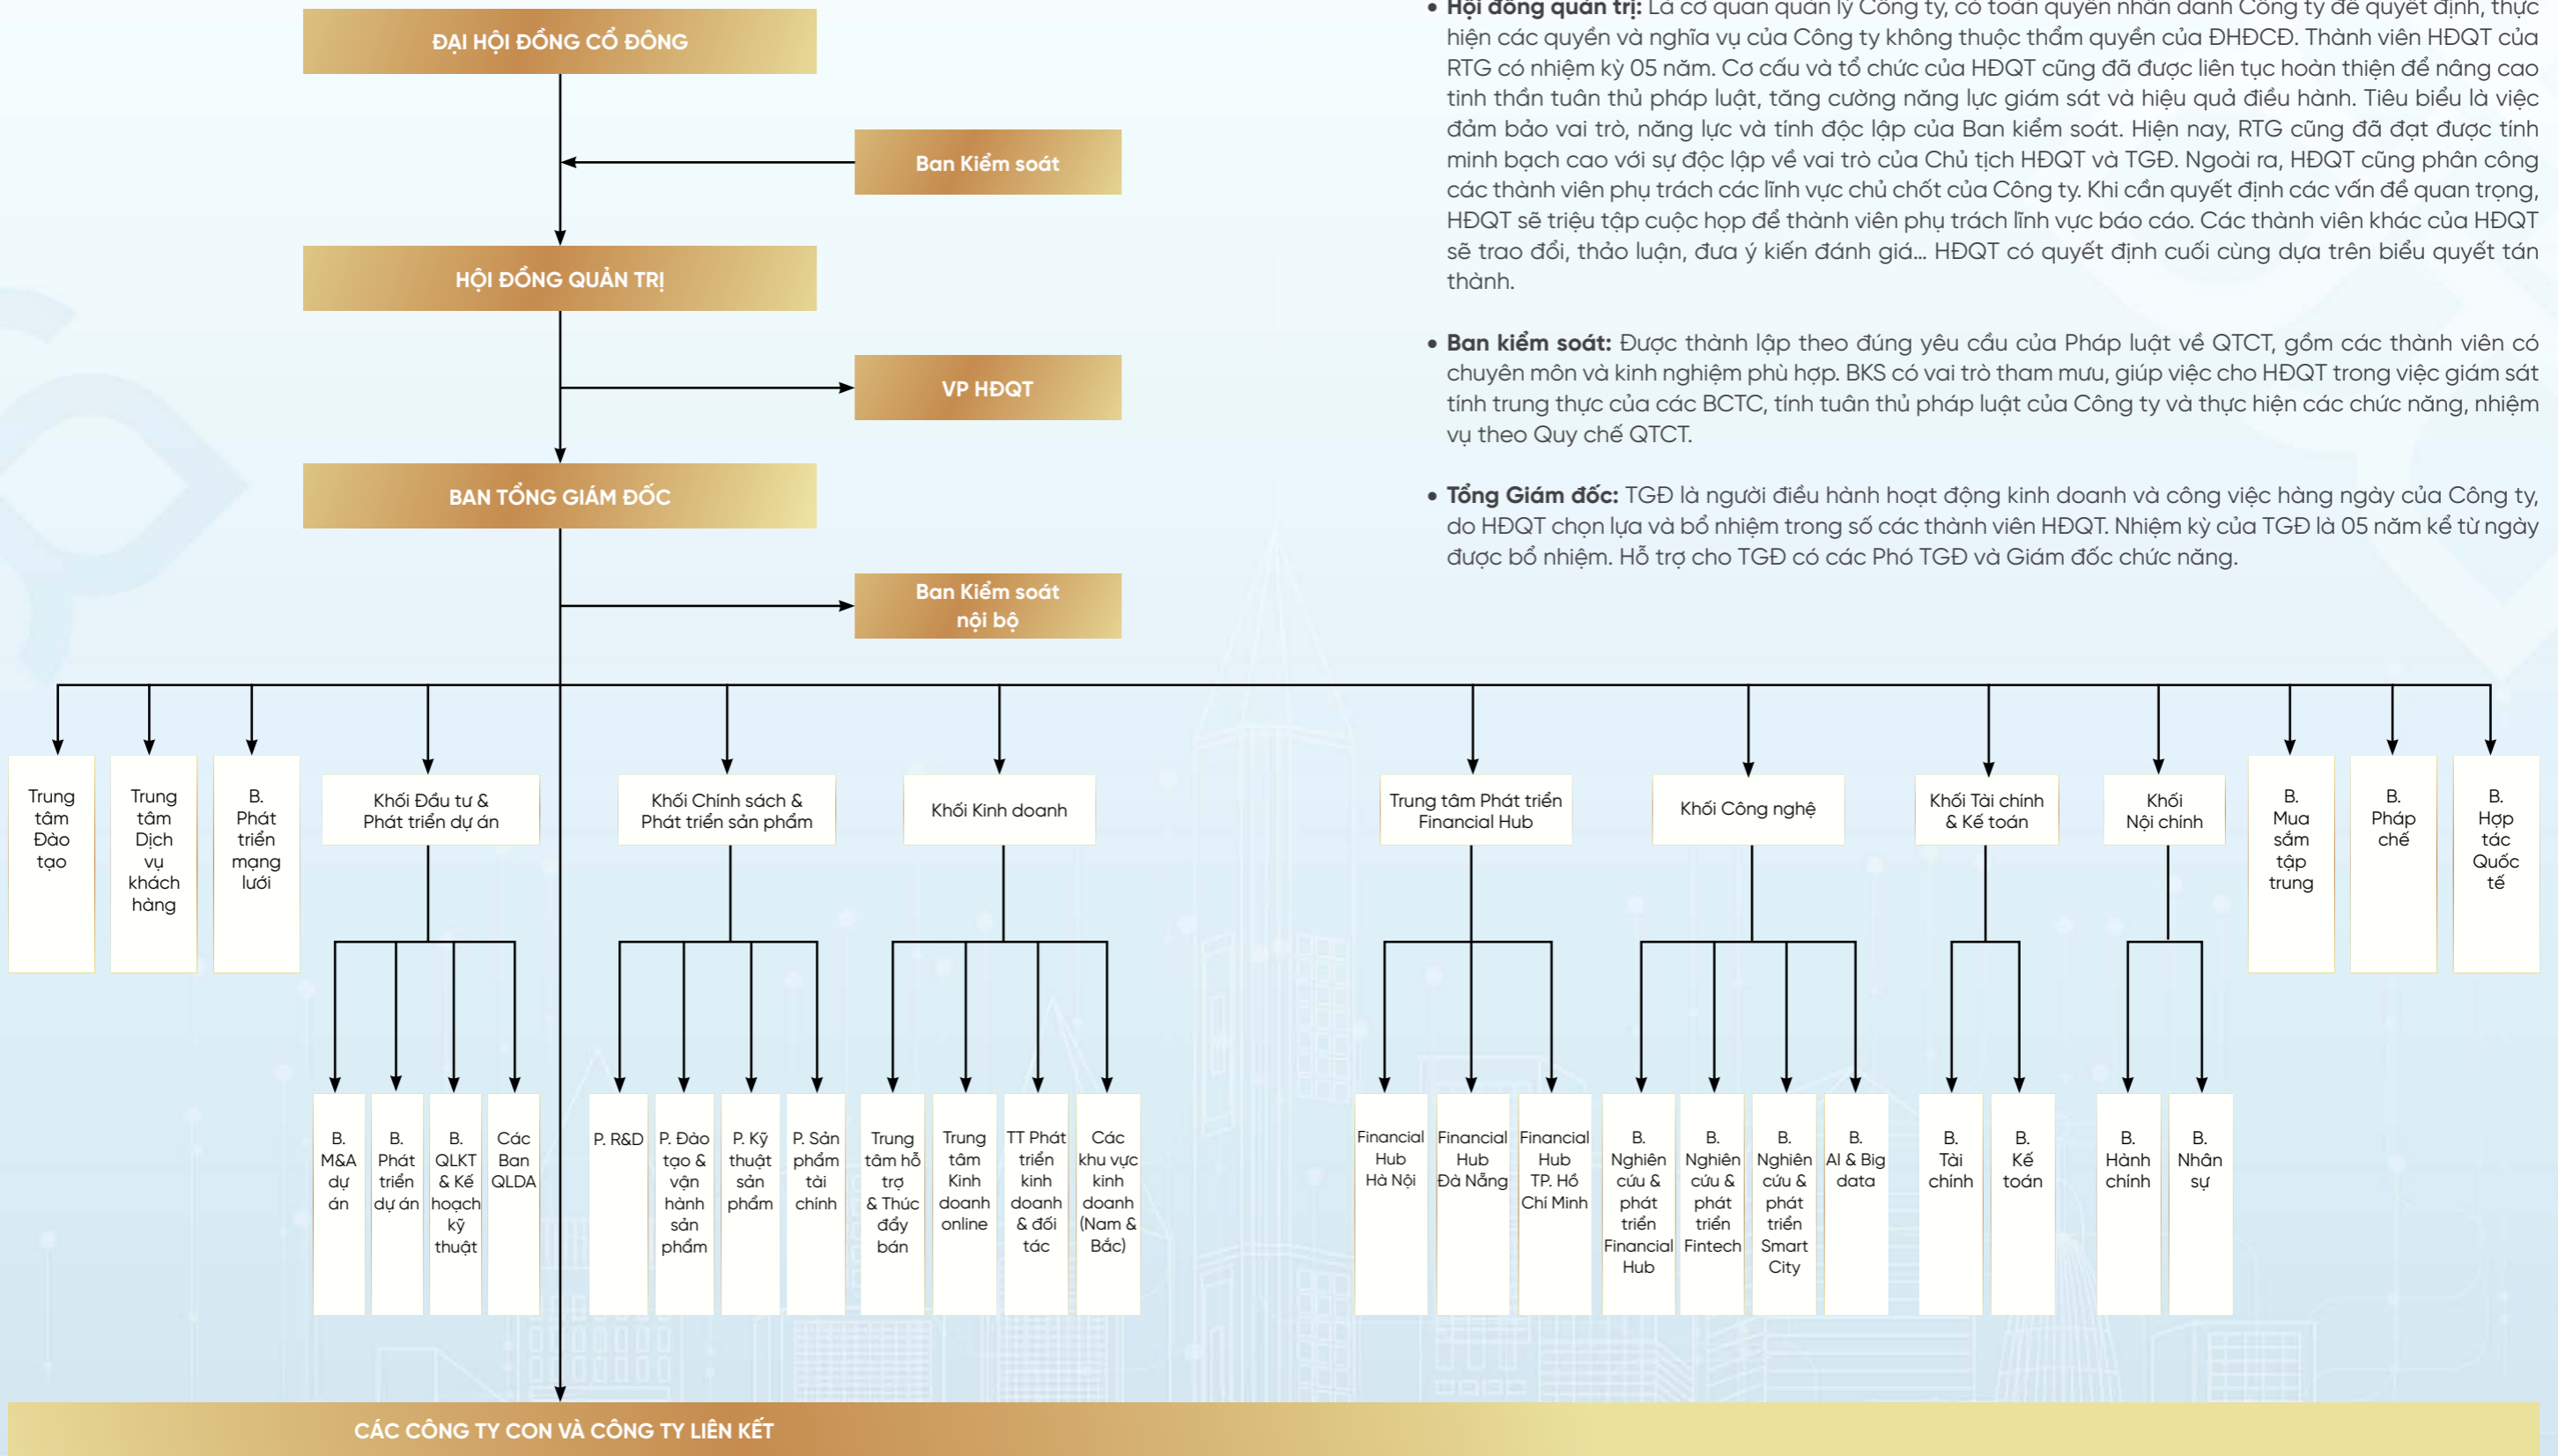 ĐẠI HỘI ĐỒNG CỔ ĐÔNG
Ban Kiểm soát
HỘI ĐỒNG QUẢN TRỊ
VP HĐQT
BAN TỔNG GIÁM ĐỐC
Ban Kiểm soát
nội bộ
• Hội đồng quản trị: Là cơ quan quản lý Công ty, có toàn quyền nhân danh Công ty để quyết định, thực
hiện các quyền và nghĩa vụ của Công ty không thuộc thẩm quyền của ĐHĐCĐ. Thành viên HĐQT của
RTG có nhiệm kỳ 05 năm. Cơ cấu và tổ chức của HĐQT cũng đã được liên tục hoàn thiện để nâng cao
tinh thần tuân thủ pháp luật, tăng cường năng lực giám sát và hiệu quả điều hành. Tiêu biểu là việc
đảm bảo vai trò, năng lực và tính độc lập của Ban kiểm soát. Hiện nay, RTG cũng đã đạt được tính
minh bạch cao với sự độc lập về vai trò của Chủ tịch HĐQT và TGĐ. Ngoài ra, HĐQT cũng phân công
các thành viên phụ trách các lĩnh vực chủ chốt của Công ty. Khi cần quyết định các vấn đề quan trọng,
HĐQT sẽ triệu tập cuộc họp để thành viên phụ trách lĩnh vực báo cáo. Các thành viên khác của HĐQT
sẽ trao đổi, thảo luận, đưa ý kiến đánh giá... HĐQT có quyết định cuối cùng dựa trên biểu quyết tán
thành.
• Ban kiểm soát: Được thành lập theo đúng yêu cầu của Pháp luật về QTCT, gồm các thành viên có
chuyên môn và kinh nghiệm phù hợp. BKS có vai trò tham mưu, giúp việc cho HĐQT trong việc giám sát
tính trung thực của các BCTC, tính tuân thủ pháp luật của Công ty và thực hiện các chức năng, nhiệm
vụ theo Quy chế QTCT.
• Tổng Giám đốc: TGĐ là người điều hành hoạt động kinh doanh và công việc hàng ngày của Công ty,
do HĐQT chọn lựa và bổ nhiệm trong số các thành viên HĐQT. Nhiệm kỳ của TGĐ là 05 năm kể từ ngày
được bổ nhiệm. Hỗ trợ cho TGĐ có các Phó TGĐ và Giám đốc chức năng.
Trung
tâm
Đào
tạo
Trung
tâm
Dịch
vụ
khách
hàng
B.
Phát
triển
mạng
lưới
Khối Đầu tư &
Phát triển dự án
Khối Chính sách &
Phát triển sản phẩm
Khối Kinh doanh
Trung tâm Phát triển
Financial Hub
Khối Công nghệ
Khối Tài chính
& Kế toán
Khối
Nội chính
B.
Mua
sắm
tập
trung
B.
Pháp
chế
B.
Hợp
tác
Quốc
tế
B.
M&A
dự
án
B.
Phát
triển
dự án
B.
QLKT
& Kế
hoạch
kỹ
thuật
Các
Ban
QLDA
P. R&D
P. Đào
tạo &
vận
hành
sản
phẩm
P. Kỹ
thuật
sản
phẩm
P. Sản
phẩm
tài
chính
Trung
tâm hỗ
trợ
& Thúc
đẩy
bán
Trung
tâm
Kinh
doanh
online
TT Phát
triển
kinh
doanh
& đối
tác
Các
khu vực
kinh
doanh
(Nam &
Bắc)
Financial
Hub
Hà Nội
Financial
Hub
Đà Nẵng
Financial
Hub
TP. Hồ
Chí Minh
B.
Nghiên
cứu &
phát
triển
Financial
Hub
B.
Nghiên
cứu &
phát
triển
Fintech
B.
Nghiên
cứu &
phát
triển
Smart
City
B.
AI & Big
data
B.
Tài
chính
B.
Kế
toán
B.
Hành
chính
B.
Nhân
sự
CÁC CÔNG TY CON VÀ CÔNG TY LIÊN KẾT